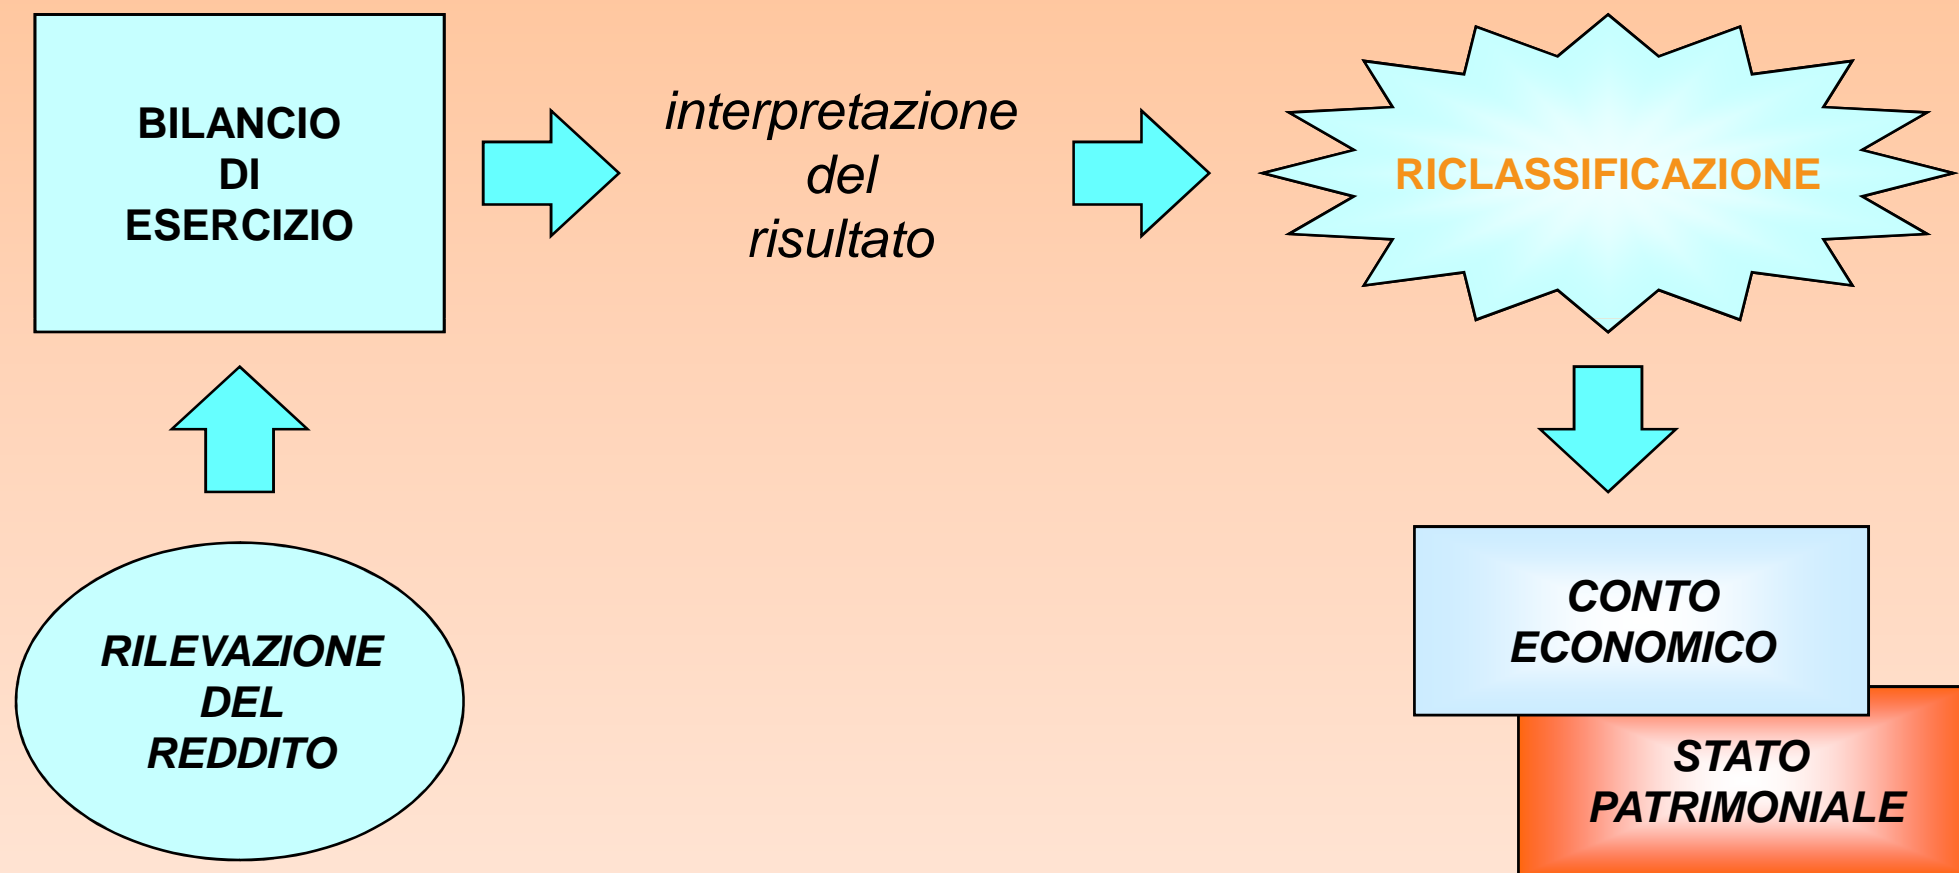 BILANCIO
DI
ESERCIZIO
interpretazione
del
risultato
RICLASSIFICAZIONE
RILEVAZIONE
DEL
REDDITO
CONTO
ECONOMICO
STATO
PATRIMONIALE